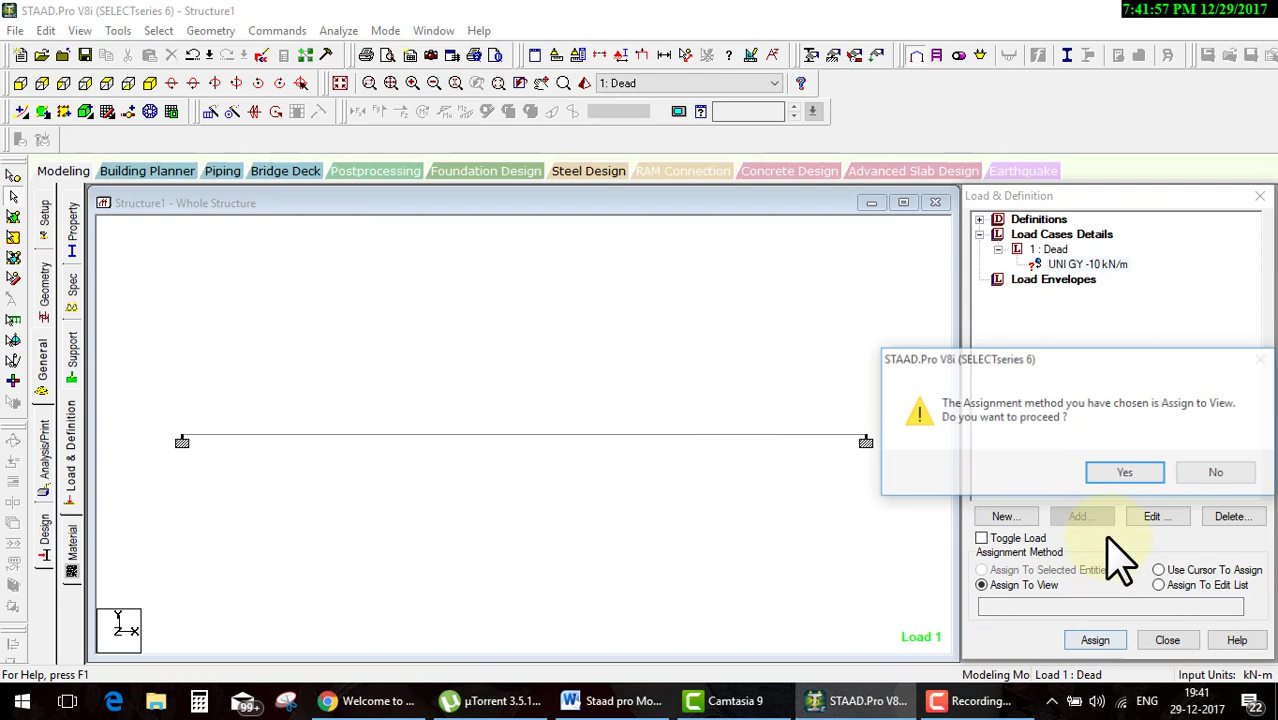 7:41:57 PM 12/29/2017
STAAD.Pro V8i (SELECTseries 6) - Structure1
File Edit View Tools Select Geometry Commands Analyze Mode Window Help
1: Dead
Modeling Building Planner Piping Bridge Deck Postprocessing Foundation Design Steel Design RAM Connection Concrete Design Advanced Slab Design Earthquake
Structure1 - Whole Structure
Load & Definition
Setup
Geometry
General
Analysis/Print
Design
Property
Spec
Support
Load & Definition
Material
Definitions
Load Cases Details
1 : Dead
UNI GY -10 kN/m
Load Envelopes
STAAD.Pro V8i (SELECTseries 6)
The Assignment method you have chosen is Assign to View.
Do you want to proceed ?
Yes No
New... Add... Edit ... Delete...
Toggle Load
Assignment Method
Assign To Selected Entitie
Use Cursor To Assign
Assign To View
Assign To Edit List
Assign Close Help
Y
Z X
Load 1
For Help, press F1
Modeling Mo Load 1 : Dead Input Units: kN-m
99+
Welcome to ...
µTorrent 3.5.1...
Staad pro Mo...
Camtasia 9
STAAD.Pro V8...
Recording...
ENG
19:41
29-12-2017
22